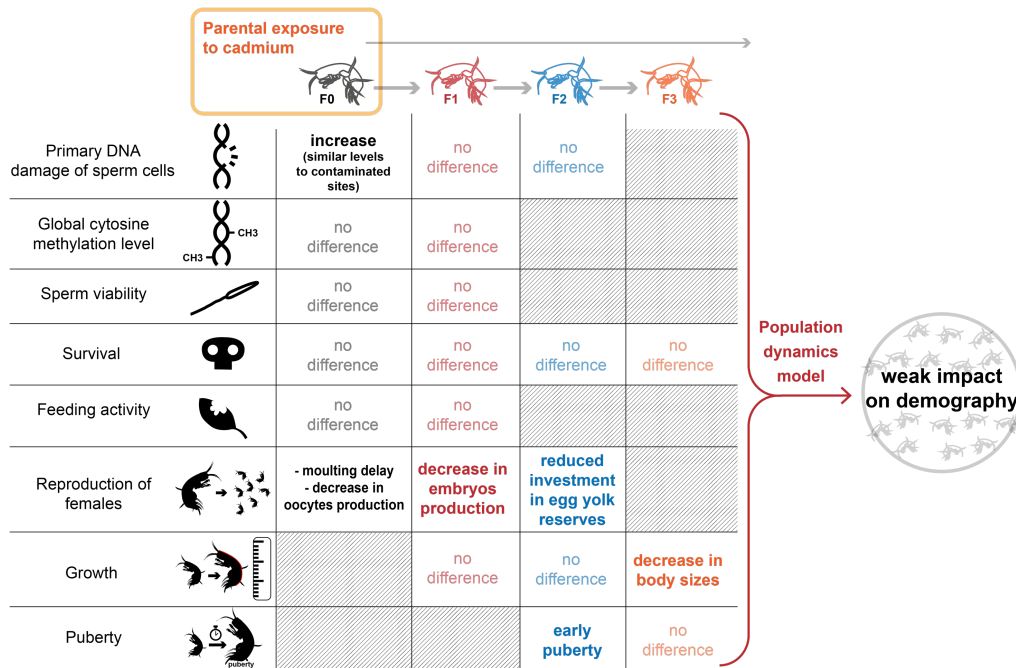 Parental exposure
to cadmium
F0
F1
F2
F3
Primary DNA
damage of sperm cells
increase
(similar levels
to contaminated
sites)
no
difference
no
difference
Global cytosine
methylation level
CH3
CH3
no
difference
no
difference
Sperm viability
no
difference
no
difference
Survival
no
difference
no
difference
no
difference
no
difference
Feeding activity
no
difference
no
difference
Reproduction of
females
- moulting delay
- decrease in
oocytes production
decrease in
embryos
production
reduced
investment
in egg yolk
reserves
Growth
no
difference
no
difference
decrease in
body sizes
Puberty
puberty
early
puberty
no
difference
Population
dynamics
model
weak impact
on demography